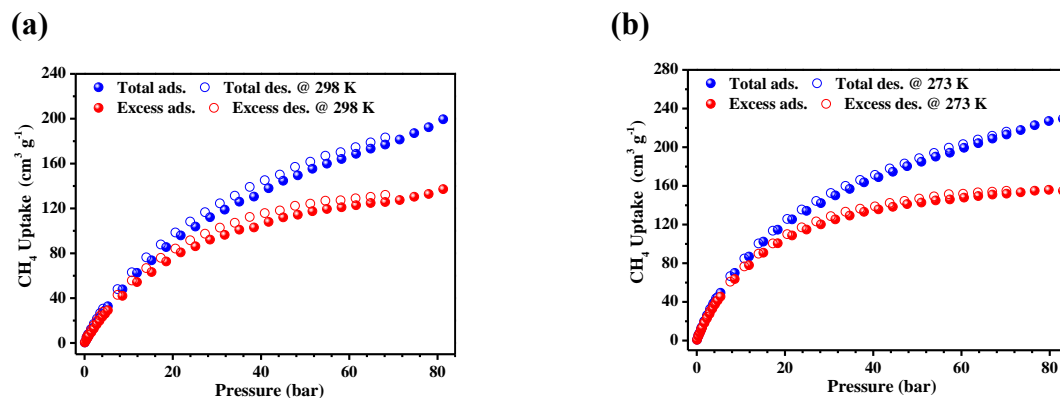 (a)
240
200
160
120
80
40
0
CH₄ Uptake (cm³ g⁻¹)
Total ads. Total des. @ 298 K
Excess ads. Excess des. @ 298 K
0 20 40 60 80
Pressure (bar)
(b)
280
240
200
160
120
80
40
0
CH₄ Uptake (cm³ g⁻¹)
Total ads. Total des. @ 273 K
Excess ads. Excess des. @ 273 K
0 20 40 60 80
Pressure (bar)